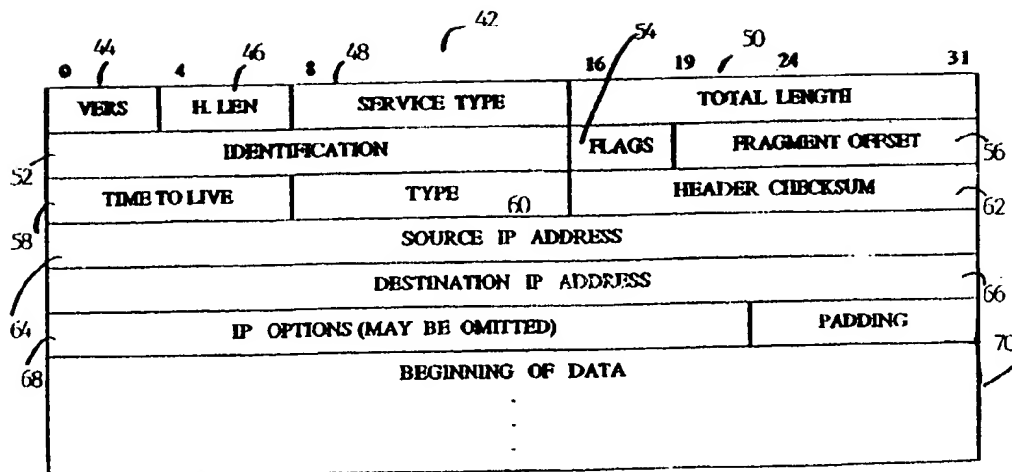 42
44 46 48 54 50
0 4 8 16 19 24 31
VERS H. LEN SERVICE TYPE TOTAL LENGTH
IDENTIFICATION FLAGS FRAGMENT OFFSET
52 56
TIME TO LIVE TYPE HEADER CHECKSUM
58 60 62
SOURCE IP ADDRESS
DESTINATION IP ADDRESS
64 66
IP OPTIONS (MAY BE OMITTED) PADDING
68 70
BEGINNING OF DATA